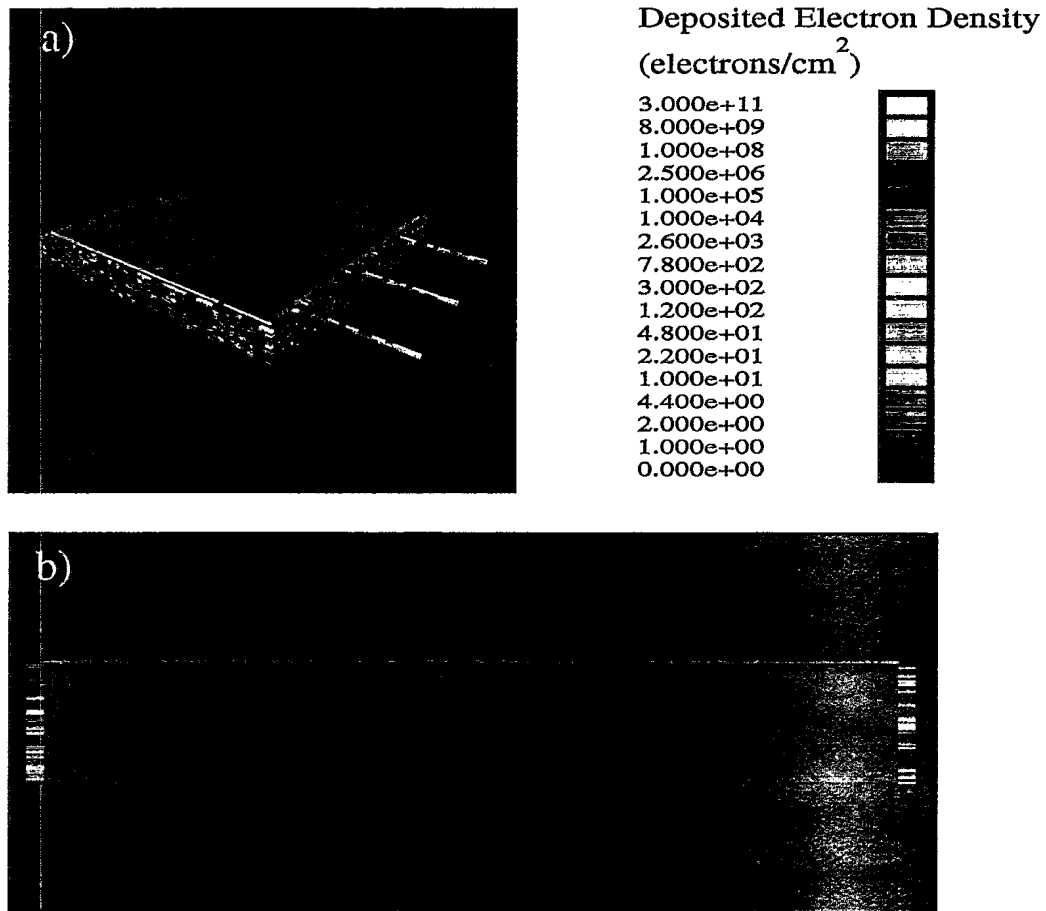 a)
Deposited Electron Density
(electrons/cm²)
3.000e+11
8.000e+09
1.000e+08
2.500e+06
1.000e+05
1.000e+04
2.600e+03
7.800e+02
3.000e+02
1.200e+02
4.800e+01
2.200e+01
1.000e+01
4.400e+00
2.000e+00
1.000e+00
0.000e+00
b)